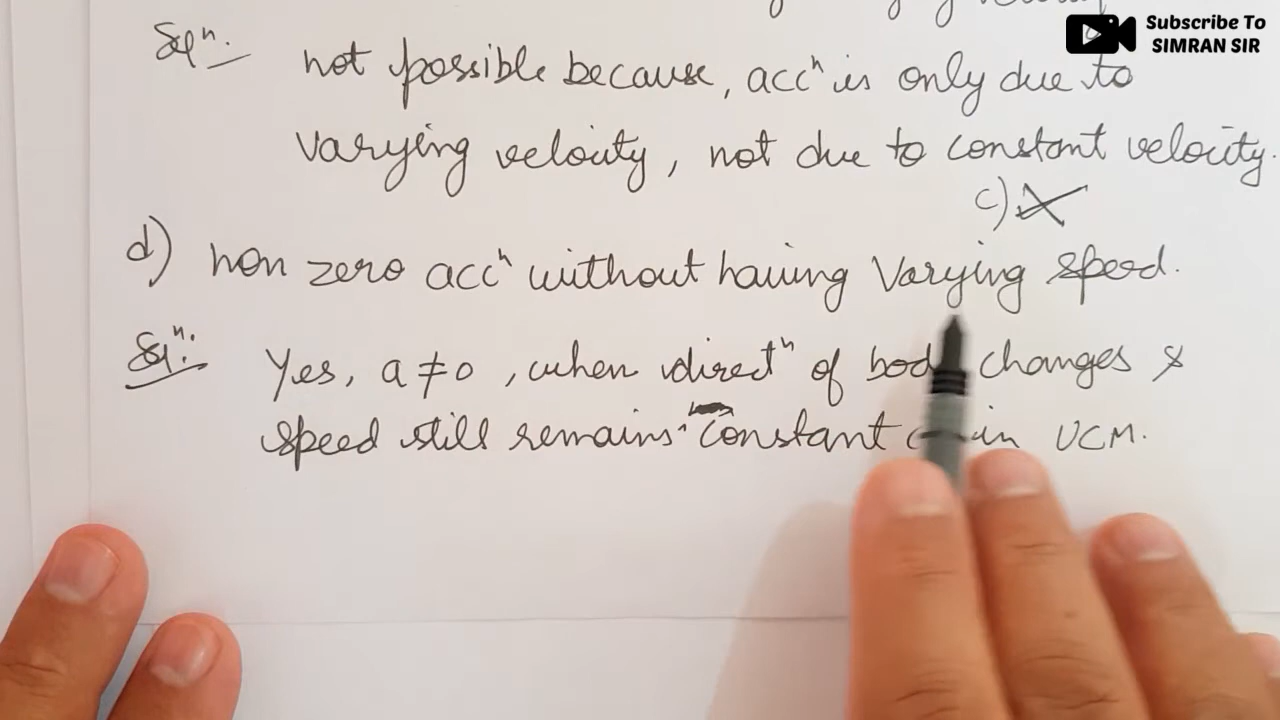 Subscribe To
SIMRAN SIR
Solⁿ.
not possible because, accⁿ is only due to
varying velocity, not due to constant velocity.
c) X
d) non zero accⁿ without having varying speed.
Solⁿ:
Yes, a ≠ 0, when directⁿ of body changes &
speed still remains constant in UCM.